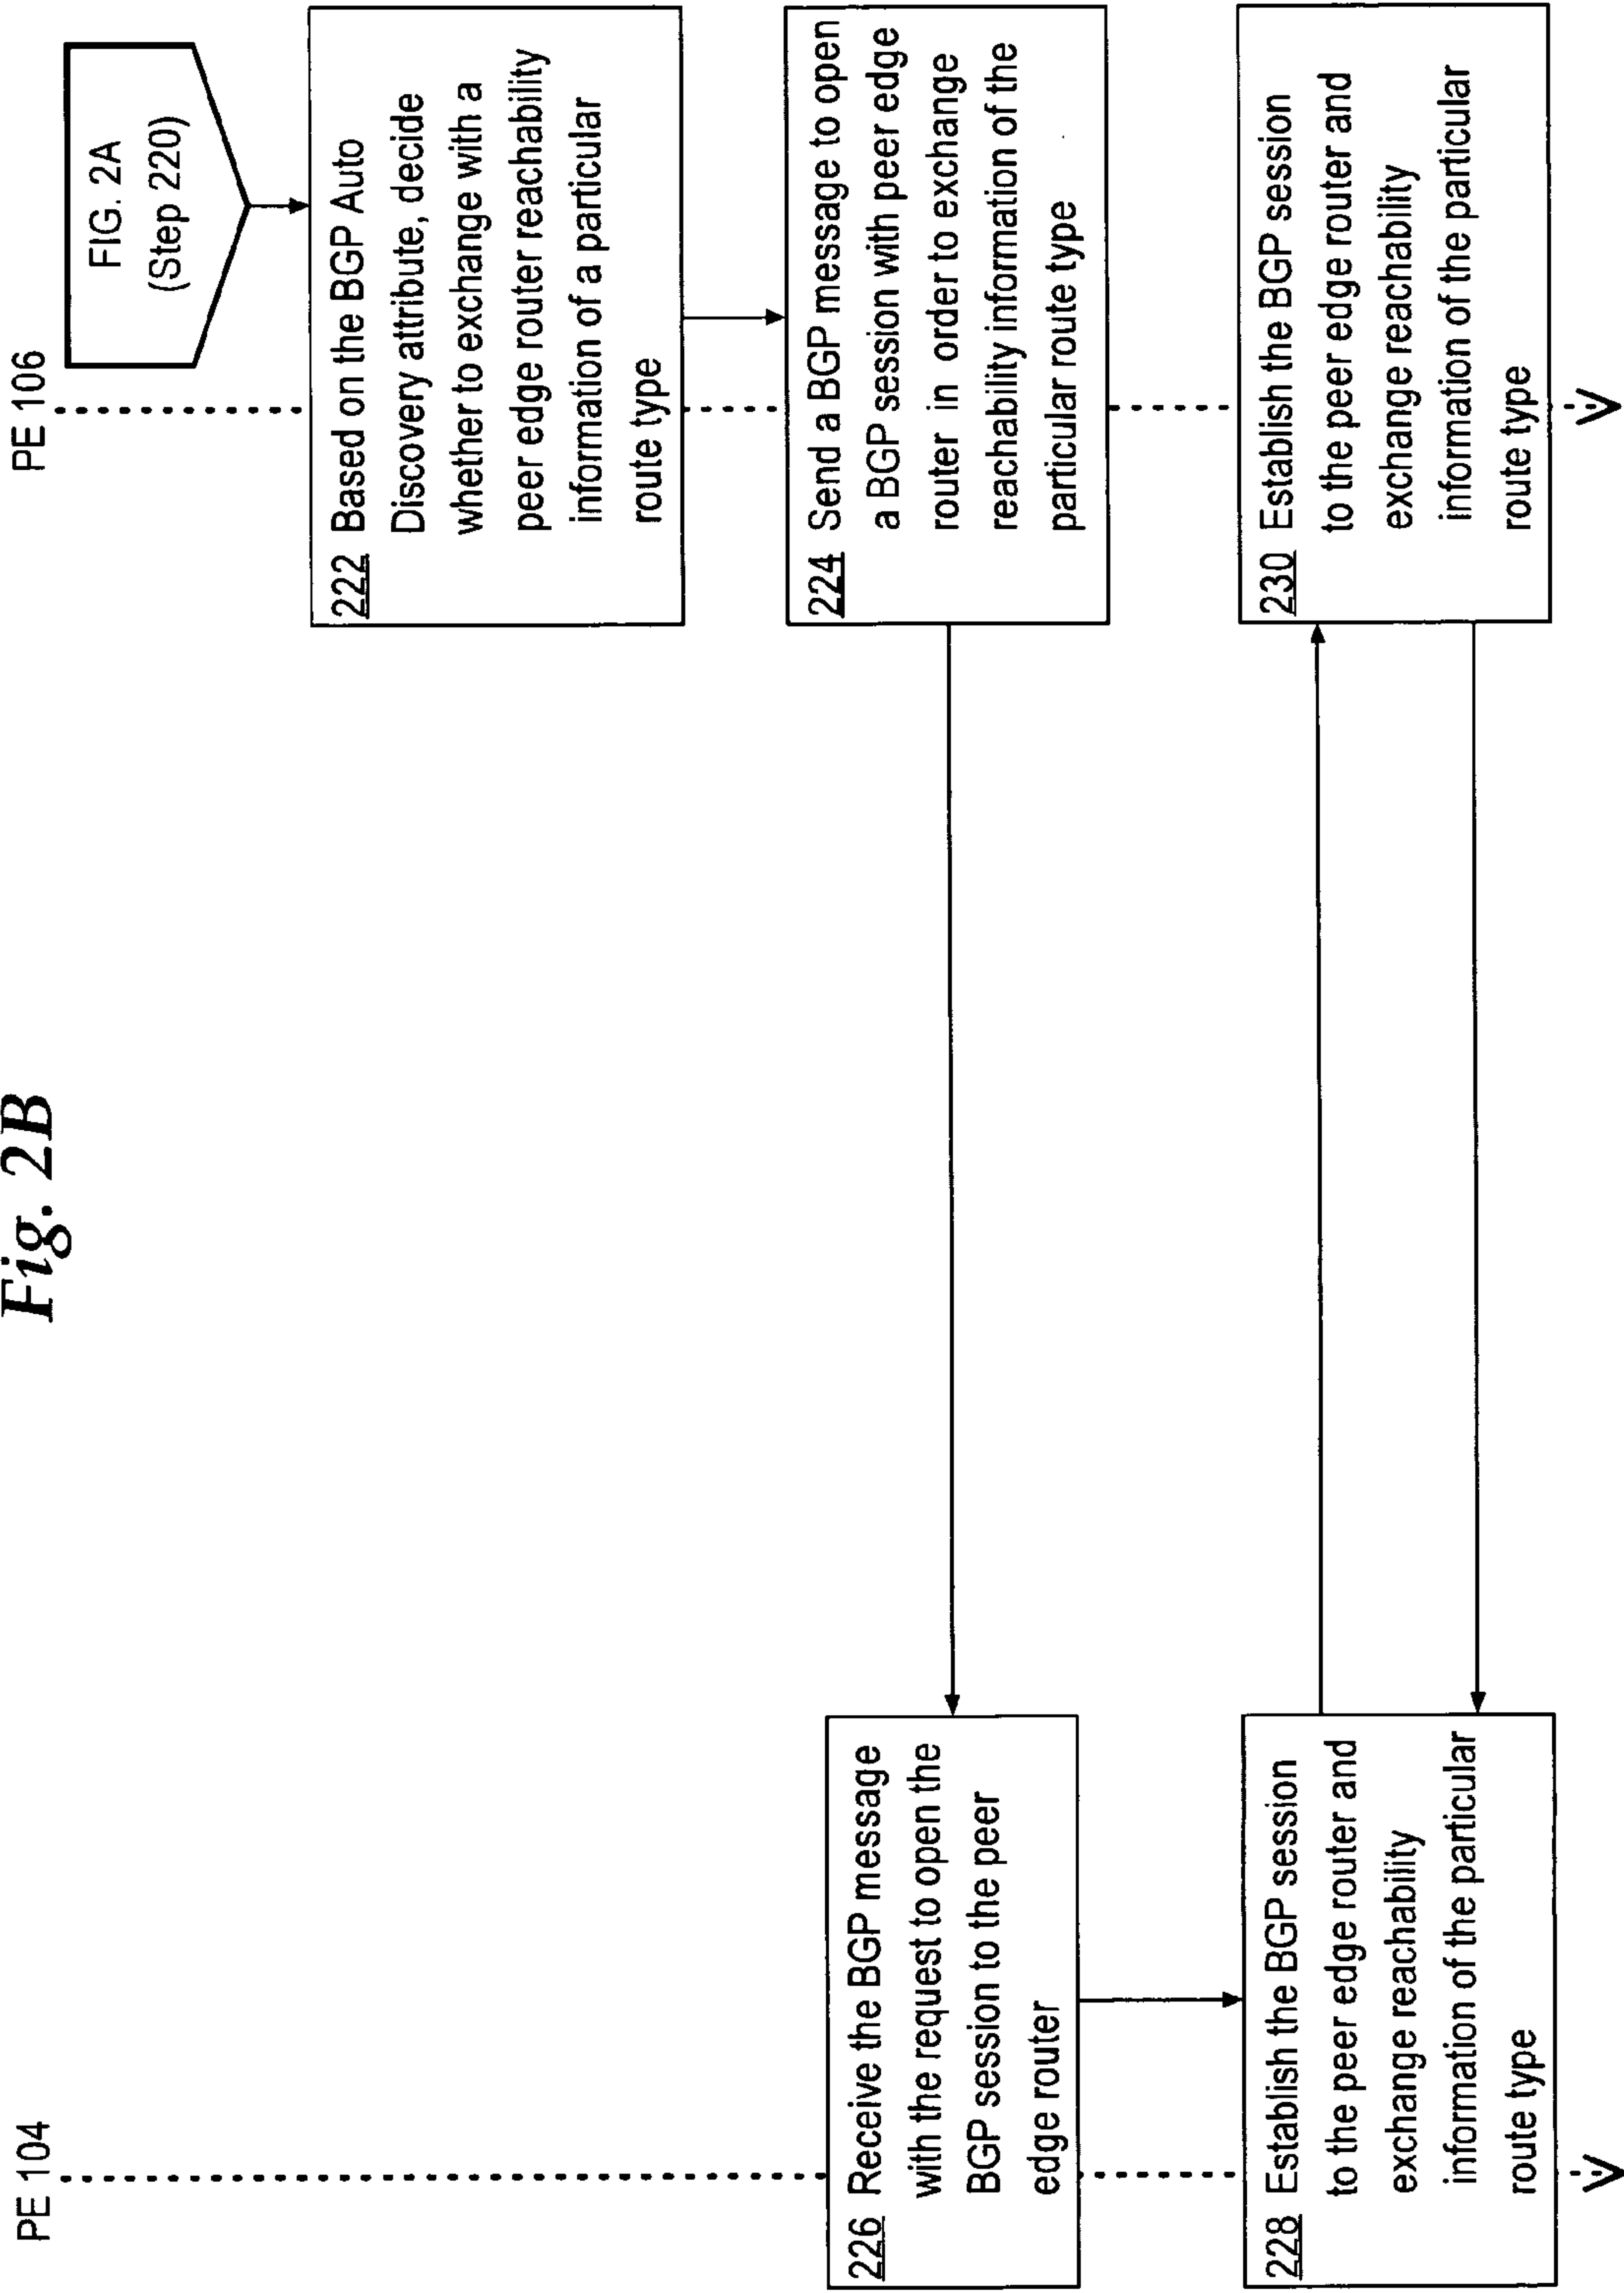 Fig. 2B
PE 104
PE 106
FIG. 2A
(Step 220)
222 Based on the BGP Auto
Discovery attribute, decide
whether to exchange with a
peer edge router reachability
information of a particular
route type
224 Send a BGP message to open
a BGP session with peer edge
router in order to exchange
reachability information of the
particular route type
226 Receive the BGP message
with the request to open the
BGP session to the peer
edge router
228 Establish the BGP session
to the peer edge router and
exchange reachability
information of the particular
route type
230 Establish the BGP session
to the peer edge router and
exchange reachability
information of the particular
route type